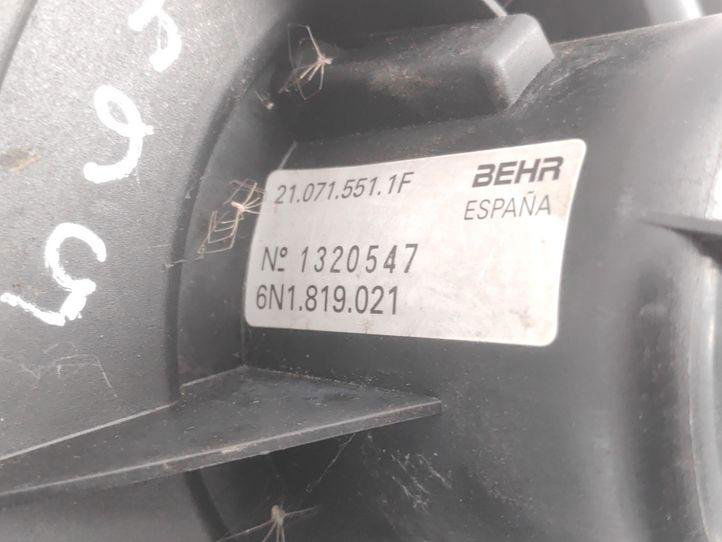 21.071.551.1F BEHR
ESPAÑA
Nº 1320547
6N1.819.021